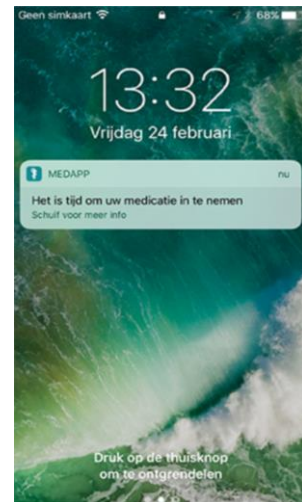 Geen simkaart 68%
13:32
Vrijdag 24 februari
MEDAPP nu
Het is tijd om uw medicatie in te nemen
Schuif voor meer info
Druk op de thuisknop
om te ontgrendelen